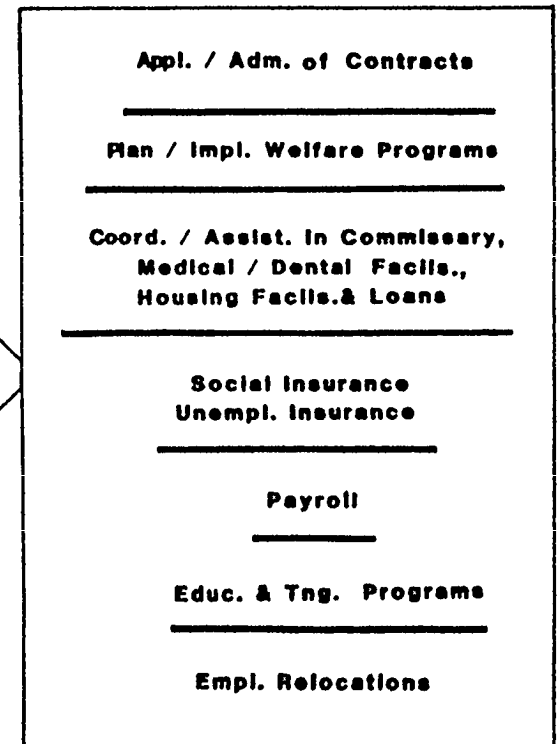 Appl. / Adm. of Contracts
Plan / Impl. Welfare Programs
Coord. / Assist. in Commissary,
Medical / Dental Facils.,
Housing Facils.& Loans
Social Insurance
Unempl. Insurance
Payroll
Educ. & Tng. Programs
Empl. Relocations